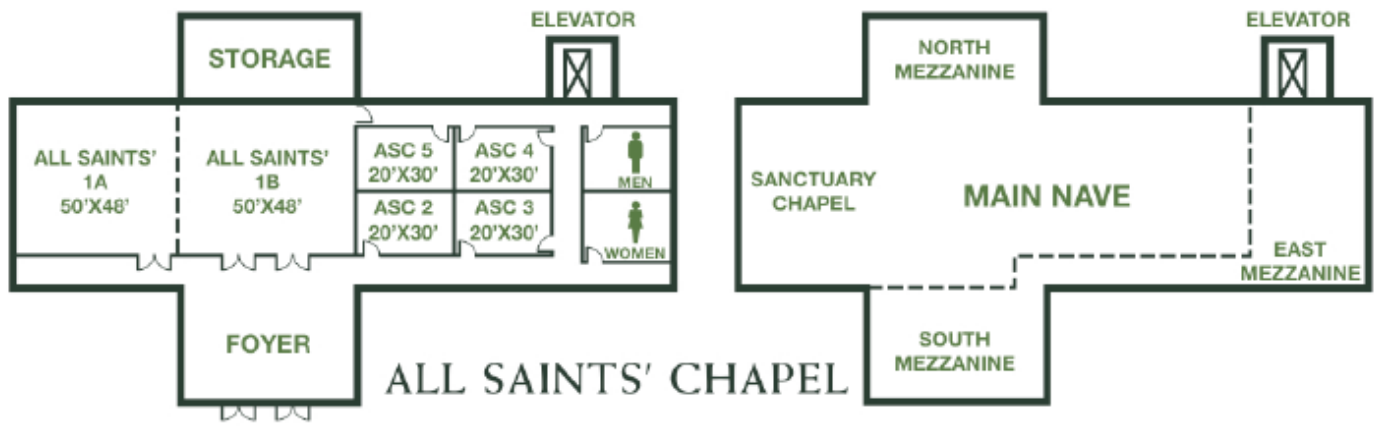 ELEVATOR
STORAGE
ALL SAINTS'
1A
50'X48'
ALL SAINTS'
1B
50'X48'
ASC 5
20'X30'
ASC 4
20'X30'
ASC 2
20'X30'
ASC 3
20'X30'
MEN
WOMEN
FOYER
ELEVATOR
NORTH
MEZZANINE
SANCTUARY
CHAPEL
MAIN NAVE
EAST
MEZZANINE
SOUTH
MEZZANINE
ALL SAINTS' CHAPEL